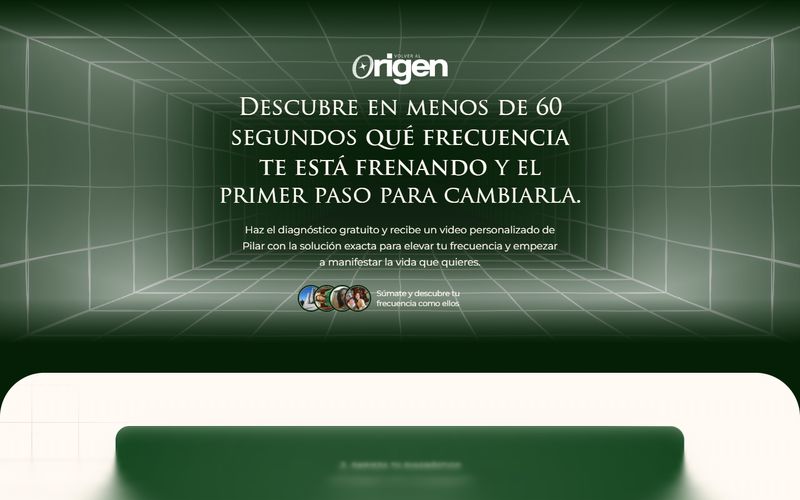 VOLVER AL
Origen
Descubre en menos de 60
segundos qué frecuencia
te está frenando y el
primer paso para cambiarla.
Haz el diagnóstico gratuito y recibe un video personalizado de
Pilar con la solución exacta para elevar tu frecuencia y empezar
a manifestar la vida que quieres.
Súmate y descubre tu
frecuencia como ellos